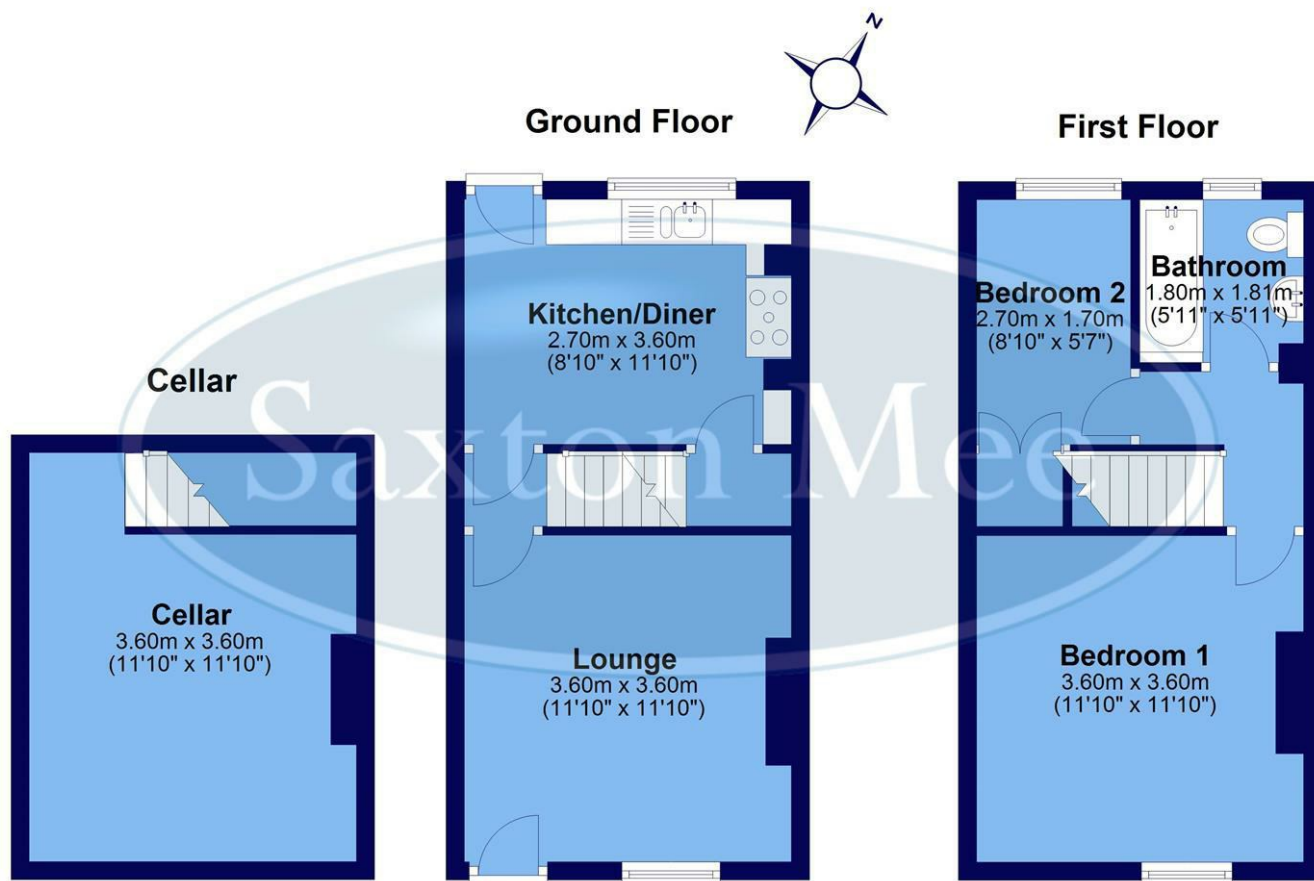 N
Ground Floor
First Floor
Cellar
Kitchen/Diner
2.70m x 3.60m
(8'10" x 11'10")
Bedroom 2
2.70m x 1.70m
(8'10" x 5'7")
Bathroom
1.80m x 1.81m
(5'11" x 5'11")
Saxton Mee
Cellar
3.60m x 3.60m
(11'10" x 11'10")
Lounge
3.60m x 3.60m
(11'10" x 11'10")
Bedroom 1
3.60m x 3.60m
(11'10" x 11'10")